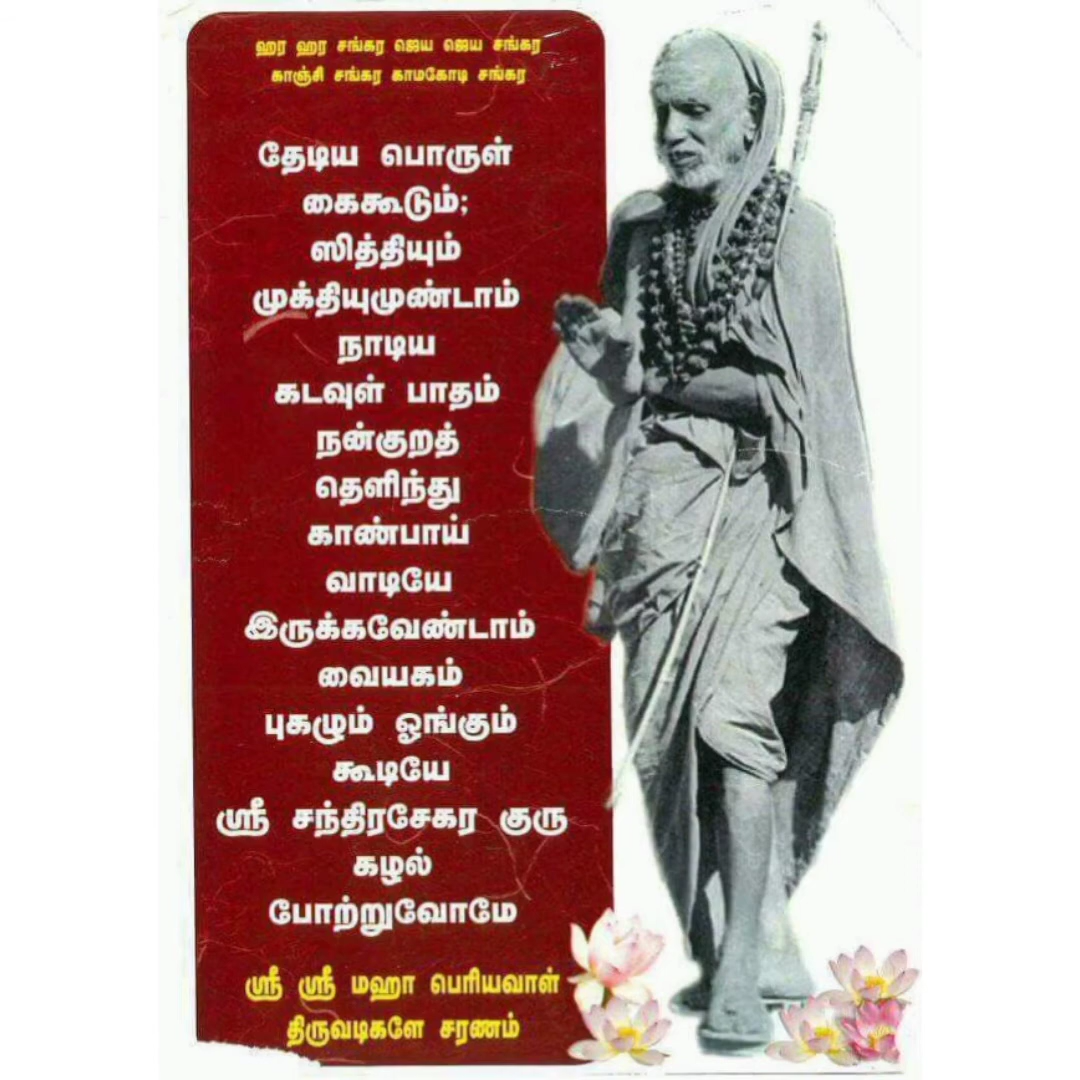 ஹர ஹர சங்கர ஜெய ஜெய சங்கர
காஞ்சி சங்கர காமகோடி சங்கர
தேடிய பொருள்
கைகூடும்;
ஸித்தியும்
முக்தியுமுண்டாம்
நாடிய
கடவுள் பாதம்
நன்குறத்
தெளிந்து
காண்பாய்
வாடியே
இருக்கவேண்டாம்
வையகம்
புகழும் ஓங்கும்
கூடியே
ஸ்ரீ சந்திரசேகர குரு
கழல்
போற்றுவோமே
ஸ்ரீ ஸ்ரீ மஹா பெரியவாள்
திருவடிகளே சரணம்